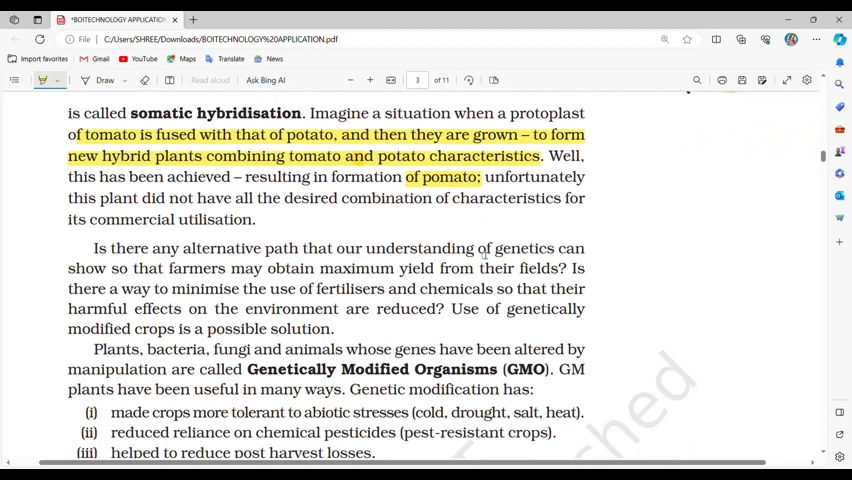 *BOITECHNOLOGY APPLICATION
File
C:/Users/SHREE/Downloads/BOITECHNOLOGY%20APPLICATION.pdf
Import favorites
Gmail
YouTube
Maps
Translate
News
Draw
Read aloud
Ask Bing AI
3
of 11
is called somatic hybridisation. Imagine a situation when a protoplast
of tomato is fused with that of potato, and then they are grown – to form
new hybrid plants combining tomato and potato characteristics. Well,
this has been achieved – resulting in formation of pomato; unfortunately
this plant did not have all the desired combination of characteristics for
its commercial utilisation.
Is there any alternative path that our understanding of genetics can
show so that farmers may obtain maximum yield from their fields? Is
there a way to minimise the use of fertilisers and chemicals so that their
harmful effects on the environment are reduced? Use of genetically
modified crops is a possible solution.
Plants, bacteria, fungi and animals whose genes have been altered by
manipulation are called Genetically Modified Organisms (GMO). GM
plants have been useful in many ways. Genetic modification has:
(i) made crops more tolerant to abiotic stresses (cold, drought, salt, heat).
(ii) reduced reliance on chemical pesticides (pest-resistant crops).
(iii) helped to reduce post harvest losses.